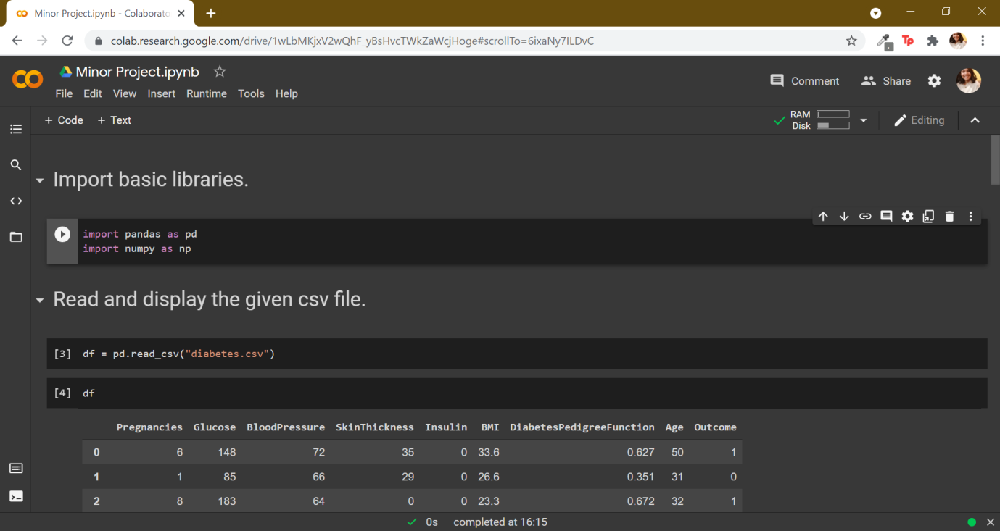 Minor Project.ipynb - Colaborato
colab.research.google.com/drive/1wLbMKjxV2wQhF_yBsHvcTWkZaWcjHoge#scrollTo=6ixaNy7ILDvC
Tp
Minor Project.ipynb
File Edit View Insert Runtime Tools Help
Comment Share
+ Code + Text
RAM
Disk
Editing
Import basic libraries.
import pandas as pd
import numpy as np
Read and display the given csv file.
[3] df = pd.read_csv("diabetes.csv")
[4] df
Pregnancies Glucose BloodPressure SkinThickness Insulin BMI DiabetesPedigreeFunction Age Outcome
0 6 148 72 35 0 33.6 0.627 50 1
1 1 85 66 29 0 26.6 0.351 31 0
2 8 183 64 0 0 23.3 0.672 32 1
0s completed at 16:15